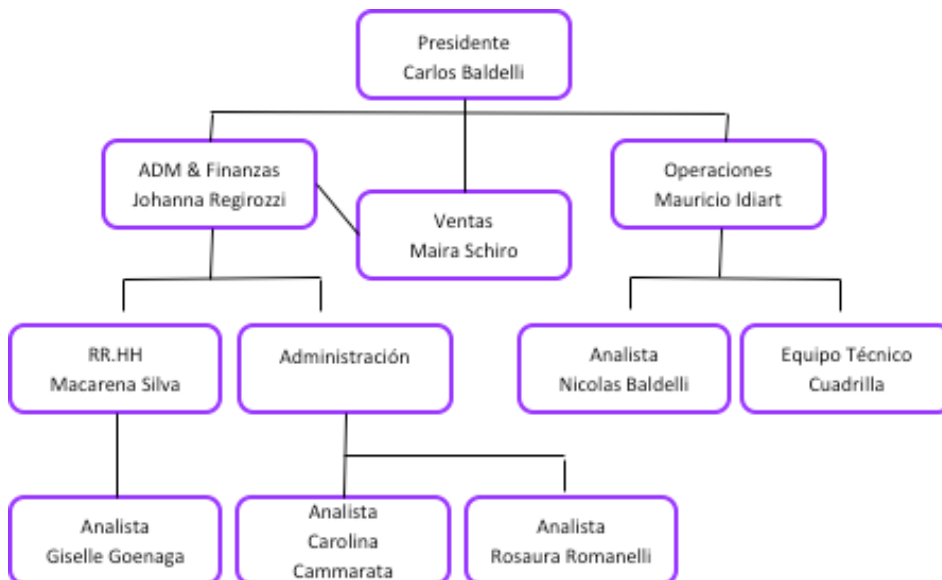 Presidente
Carlos Baldelli
ADM & Finanzas
Johanna Regirozzi
Ventas
Maira Schiro
Operaciones
Mauricio Idiart
RR.HH
Macarena Silva
Administración
Analista
Nicolas Baldelli
Equipo Técnico
Cuadrilla
Analista
Giselle Goenaga
Analista
Carolina
Cammarata
Analista
Rosaura Romanelli